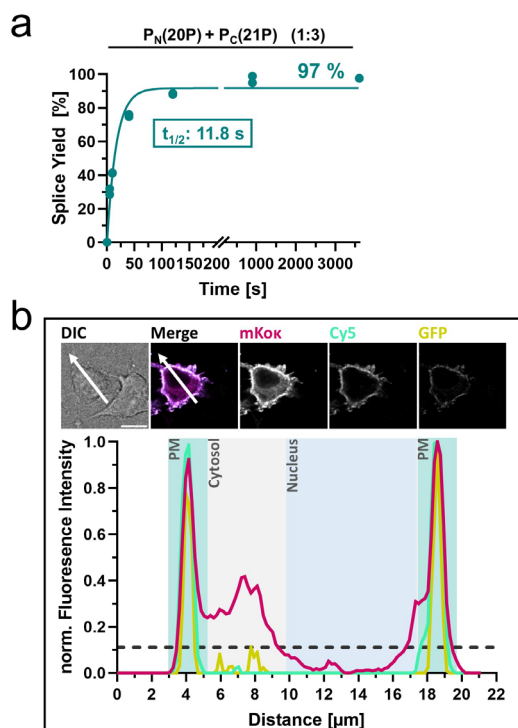 a
P_N(20P) + P_C(21P) (1:3)
97 %
t_1/2: 11.8 s
Splice Yield [%]
100
80
60
40
20
0
0 50 100 150 200 1000 2000 3000
Time [s]
b
DIC Merge mKoκ Cy5 GFP
PM Cytosol Nucleus PM
norm. Fluoresence Intensity
1.0
0.8
0.6
0.4
0.2
0.0
0 2 4 6 8 10 12 14 16 18 20 22
Distance [µm]